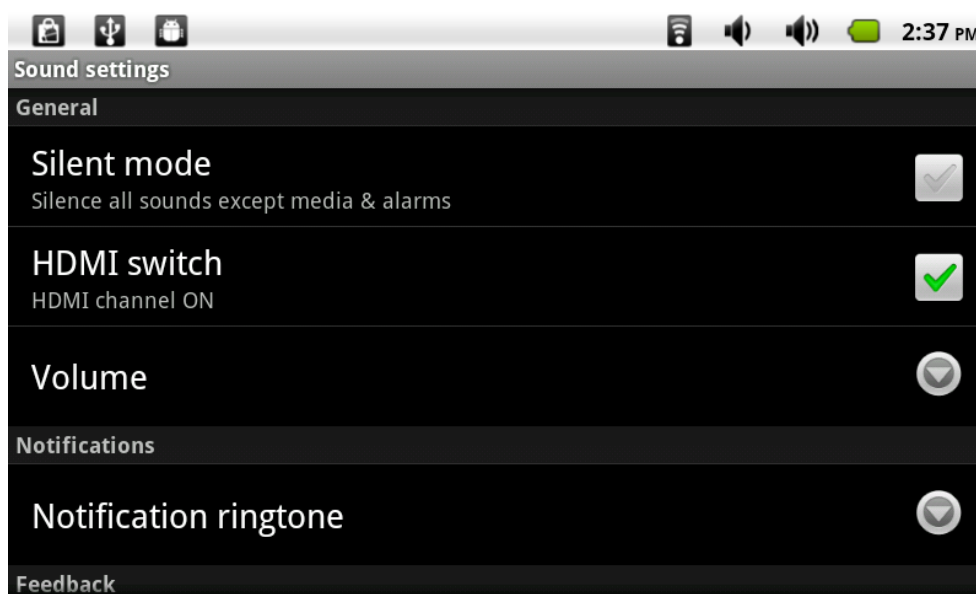 2:37 PM
Sound settings
General
Silent mode
Silence all sounds except media & alarms
HDMI switch
HDMI channel ON
Volume
Notifications
Notification ringtone
Feedback